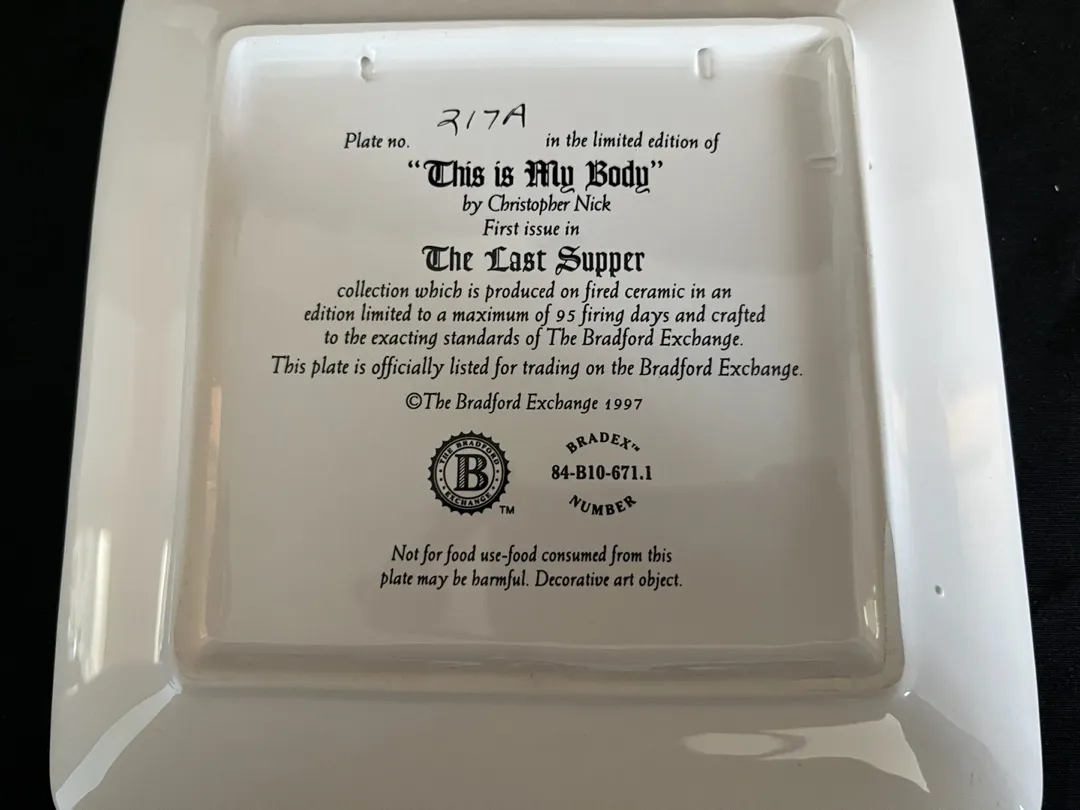 Plate no. 217A in the limited edition of
“This is My Body”
by Christopher Nick
First issue in
The Last Supper
collection which is produced on fired ceramic in an
edition limited to a maximum of 95 firing days and crafted
to the exacting standards of The Bradford Exchange.
This plate is officially listed for trading on the Bradford Exchange.
©The Bradford Exchange 1997
THE BRADFORD
B
EXCHANGE
TM
BRADEX™
84-B10-671.1
NUMBER
Not for food use-food consumed from this
plate may be harmful. Decorative art object.